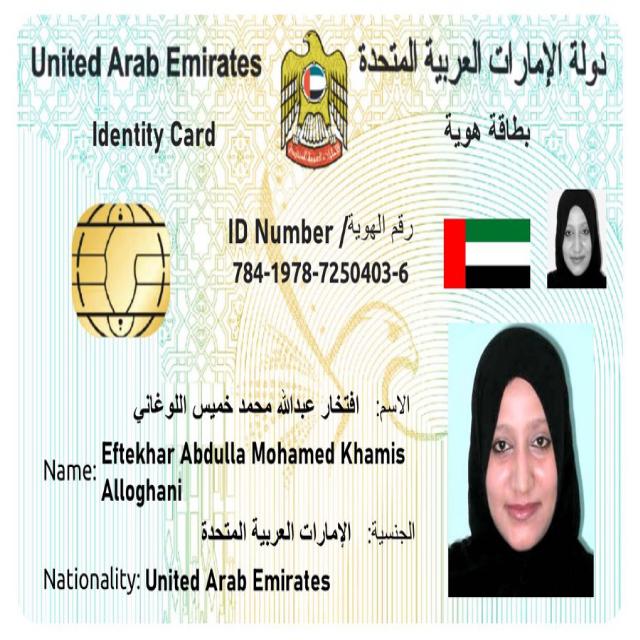 United Arab Emirates
دولة الإمارات العربية المتحدة
Identity Card
بطاقة هوية
ID Number / رقم الهوية
784-1978-7250403-6
الاسم: افتخار عبدالله محمد خميس اللوغاني
Name: Eftekhar Abdulla Mohamed Khamis
Alloghani
الجنسية: الإمارات العربية المتحدة
Nationality: United Arab Emirates